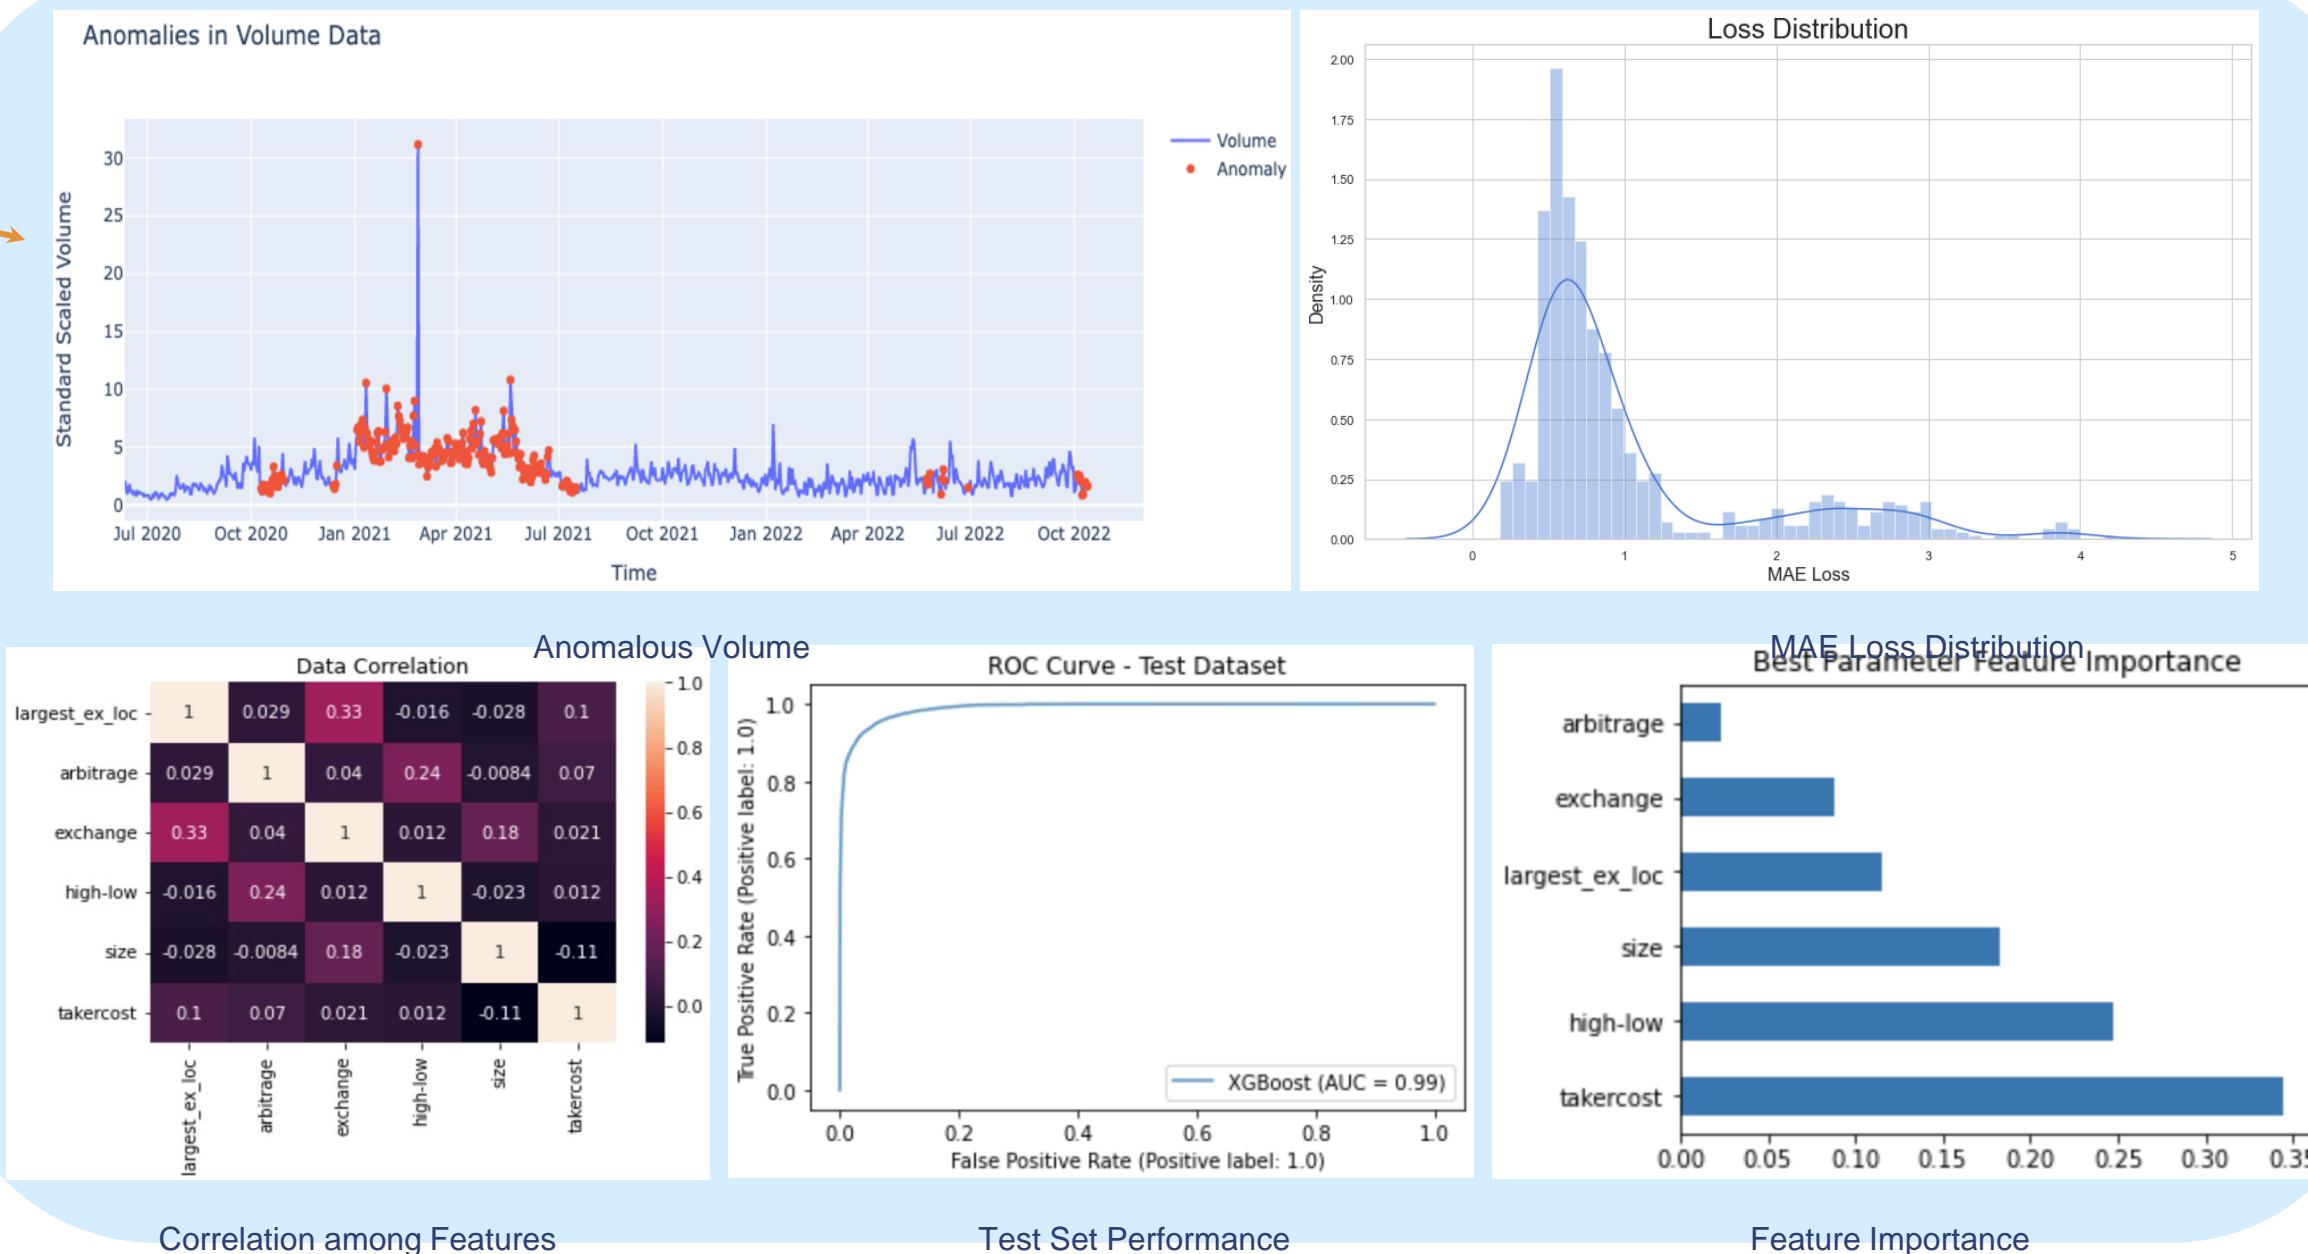 Anomalies in Volume Data
Standard Scaled Volume
30
25
20
15
10
5
0
Jul 2020 Oct 2020 Jan 2021 Apr 2021 Jul 2021 Oct 2021 Jan 2022 Apr 2022 Jul 2022 Oct 2022
Time
Volume
Anomaly
Loss Distribution
Density
2.00
1.75
1.50
1.25
1.00
0.75
0.50
0.25
0.00
0 1 2 3 4 5
MAE Loss
Anomalous Volume
MAE Loss Distribution
Data Correlation
largest_ex_loc 1 0.029 0.33 -0.016 -0.028 0.1
arbitrage 0.029 1 0.04 0.24 -0.0084 0.07
exchange 0.33 0.04 1 0.012 0.18 0.021
high-low -0.016 0.24 0.012 1 -0.023 0.012
size -0.028 -0.0084 0.18 -0.023 1 -0.11
takercost 0.1 0.07 0.021 0.012 -0.11 1
largest_ex_loc arbitrage exchange high-low size takercost
1.0
0.8
0.6
0.4
0.2
0.0
ROC Curve - Test Dataset
True Positive Rate (Positive label: 1.0)
1.0
0.8
0.6
0.4
0.2
0.0
XGBoost (AUC = 0.99)
0.0 0.2 0.4 0.6 0.8 1.0
False Positive Rate (Positive label: 1.0)
Best Parameter Feature Importance
arbitrage
exchange
largest_ex_loc
size
high-low
takercost
0.00 0.05 0.10 0.15 0.20 0.25 0.30
Correlation among Features
Test Set Performance
Feature Importance